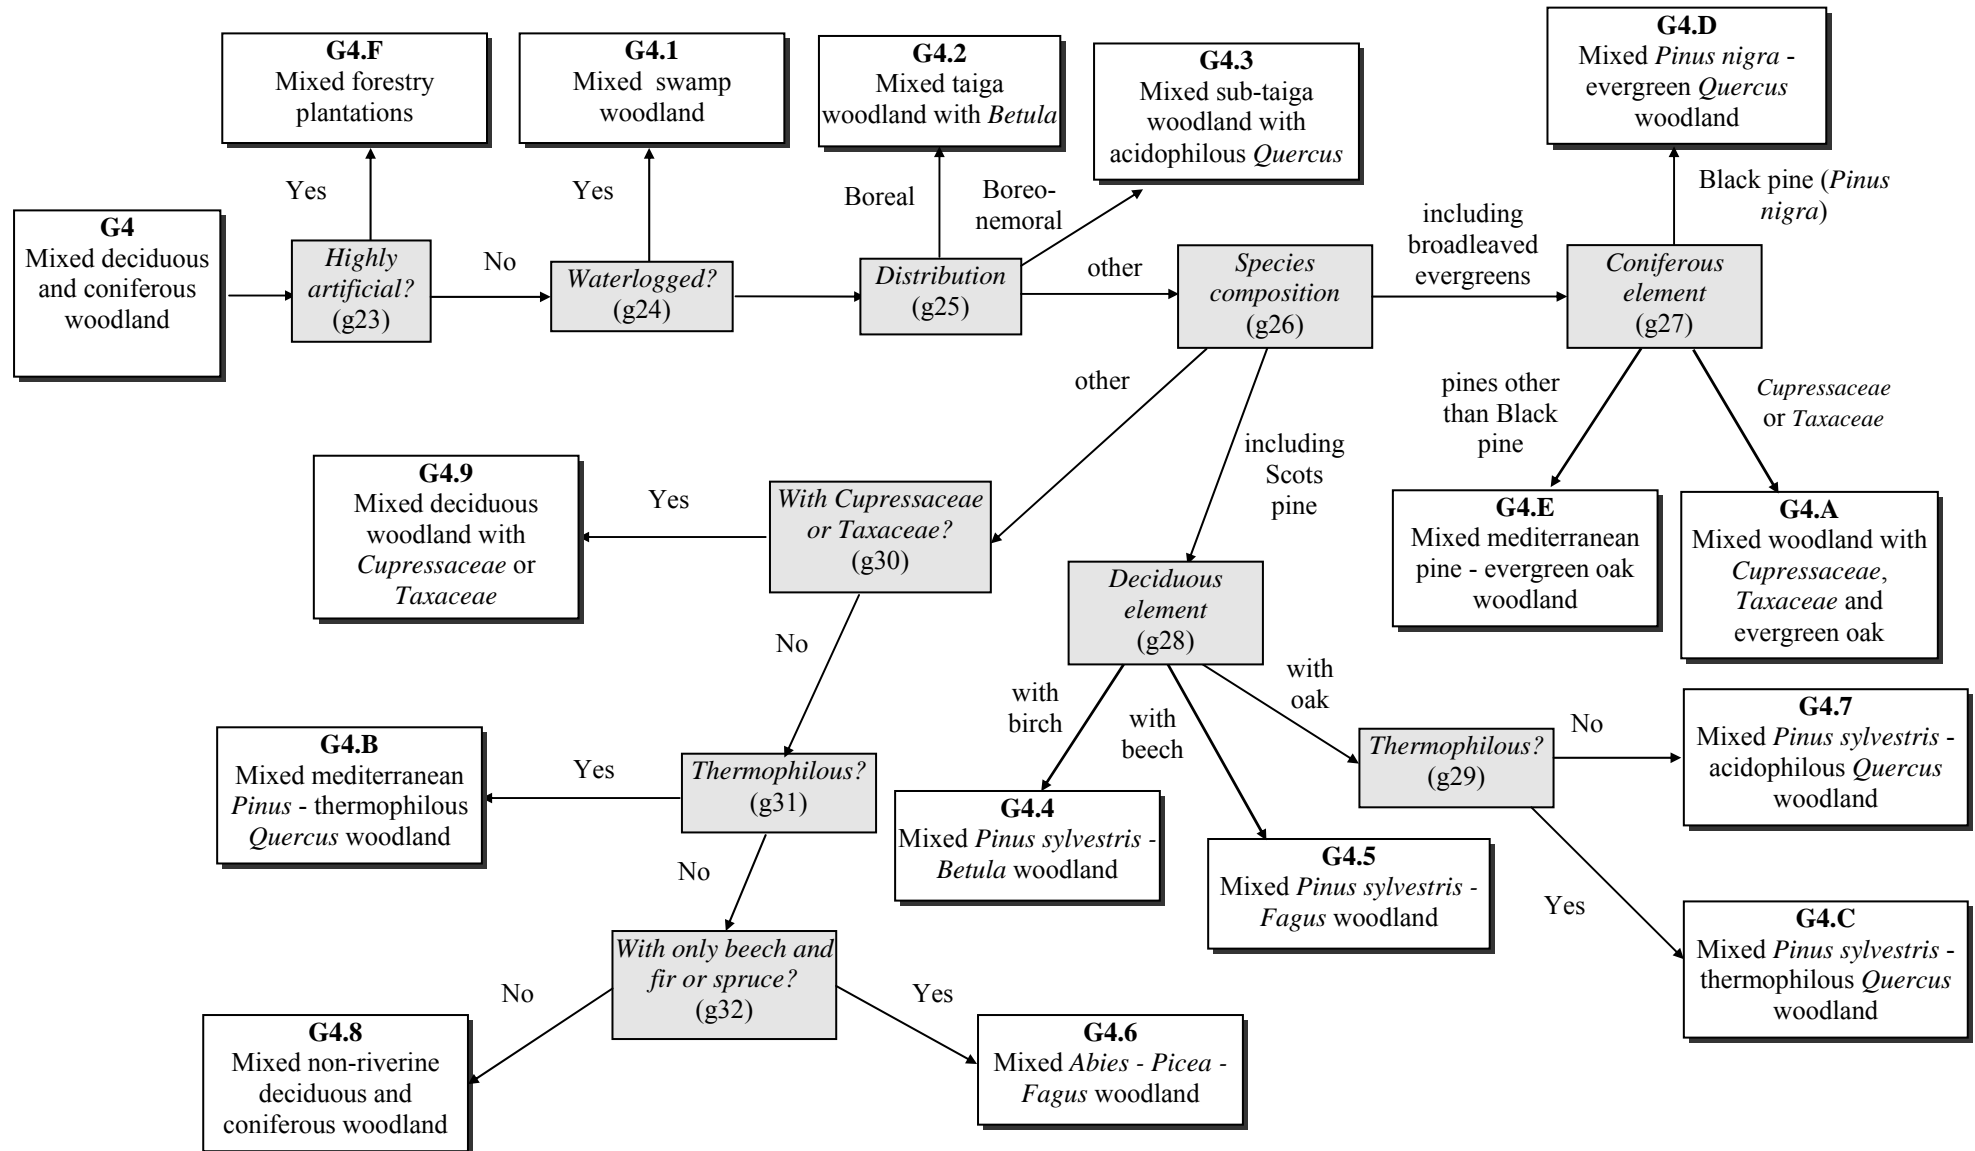 G4.F
Mixed forestry
plantations
G4.1
Mixed swamp
woodland
G4.2
Mixed taiga
woodland with Betula
G4.3
Mixed sub-taiga
woodland with
acidophilous Quercus
G4.D
Mixed Pinus nigra -
evergreen Quercus
woodland
Yes
Yes
Boreal
Boreo-
nemoral
Black pine (Pinus
nigra)
G4
Mixed deciduous
and coniferous
woodland
Highly
artificial?
(g23)
No
Waterlogged?
(g24)
Distribution
(g25)
other
Species
composition
(g26)
including
broadleaved
evergreens
Coniferous
element
(g27)
other
including
Scots
pine
pines other
than Black
pine
Cupressaceae
or Taxaceae
G4.9
Mixed deciduous
woodland with
Cupressaceae or
Taxaceae
Yes
With Cupressaceae
or Taxaceae?
(g30)
G4.E
Mixed mediterranean
pine - evergreen oak
woodland
G4.A
Mixed woodland with
Cupressaceae,
Taxaceae and
evergreen oak
No
Deciduous
element
(g28)
with
birch
with
beech
with
oak
G4.B
Mixed mediterranean
Pinus - thermophilous
Quercus woodland
Yes
Thermophilous?
(g31)
Thermophilous?
(g29)
No
G4.7
Mixed Pinus sylvestris -
acidophilous Quercus
woodland
G4.4
Mixed Pinus sylvestris -
Betula woodland
G4.5
Mixed Pinus sylvestris -
Fagus woodland
Yes
G4.C
Mixed Pinus sylvestris -
thermophilous Quercus
woodland
No
With only beech and
fir or spruce?
(g32)
No
Yes
G4.8
Mixed non-riverine
deciduous and
coniferous woodland
G4.6
Mixed Abies - Picea -
Fagus woodland